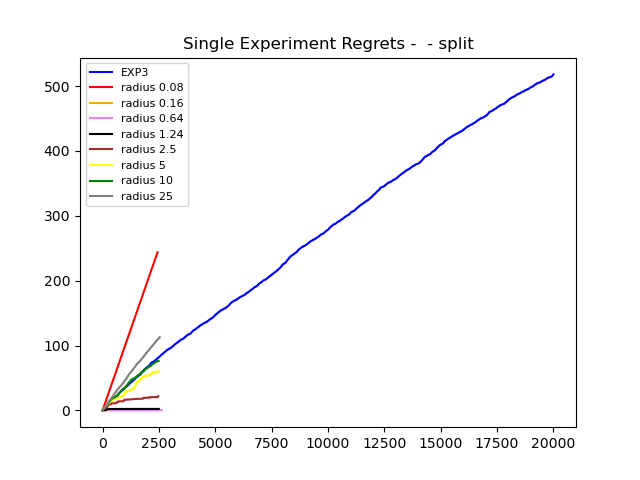 Single Experiment Regrets -  - split
EXP3
radius 0.08
radius 0.16
radius 0.64
radius 1.24
radius 2.5
radius 5
radius 10
radius 25
500
400
300
200
100
0
0 2500 5000 7500 10000 12500 15000 17500 20000